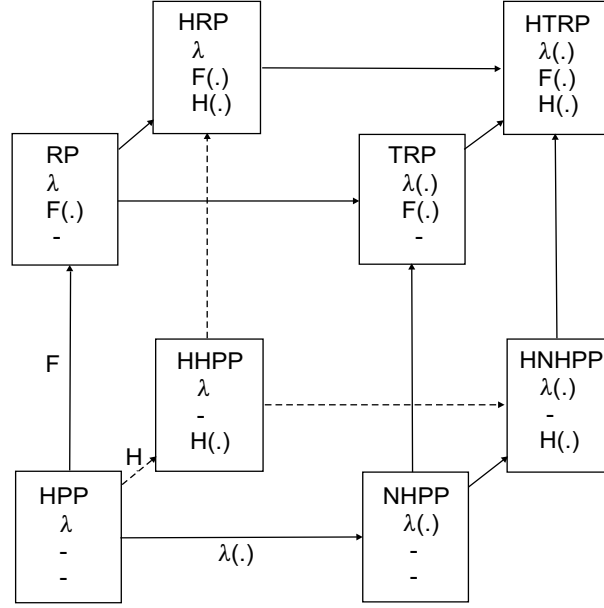 HRP
λ
F(.)
H(.)
HTRP
λ(.)
F(.)
H(.)
RP
λ
F(.)
-
TRP
λ(.)
F(.)
-
F
HHPP
λ
-
H(.)
HNHPP
λ(.)
-
H(.)
H
HPP
λ
-
-
λ(.)
NHPP
λ(.)
-
-